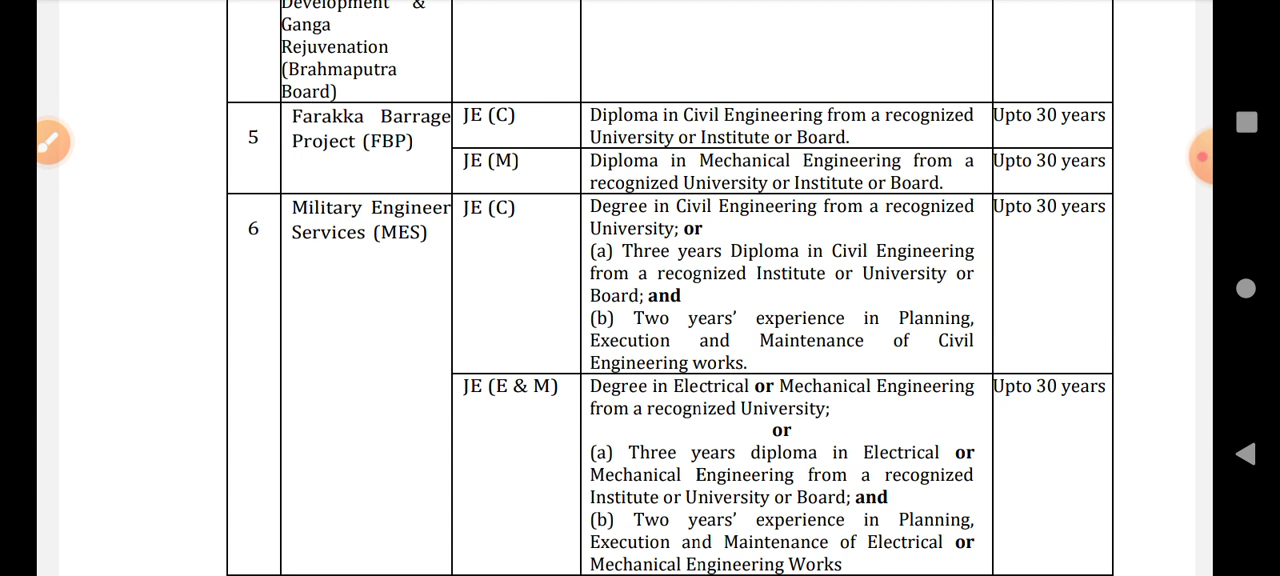 Development &
Ganga
Rejuvenation
(Brahmaputra
Board)
5
Farakka Barrage
Project (FBP)
JE (C)
Diploma in Civil Engineering from a recognized
University or Institute or Board.
Upto 30 years
JE (M)
Diploma in Mechanical Engineering from a
recognized University or Institute or Board.
Upto 30 years
6
Military Engineer
Services (MES)
JE (C)
Degree in Civil Engineering from a recognized
University; or
(a) Three years Diploma in Civil Engineering
from a recognized Institute or University or
Board; and
(b) Two years’ experience in Planning,
Execution and Maintenance of Civil
Engineering works.
Upto 30 years
JE (E & M)
Degree in Electrical or Mechanical Engineering
from a recognized University;
or
(a) Three years diploma in Electrical or
Mechanical Engineering from a recognized
Institute or University or Board; and
(b) Two years’ experience in Planning,
Execution and Maintenance of Electrical or
Mechanical Engineering Works
Upto 30 years